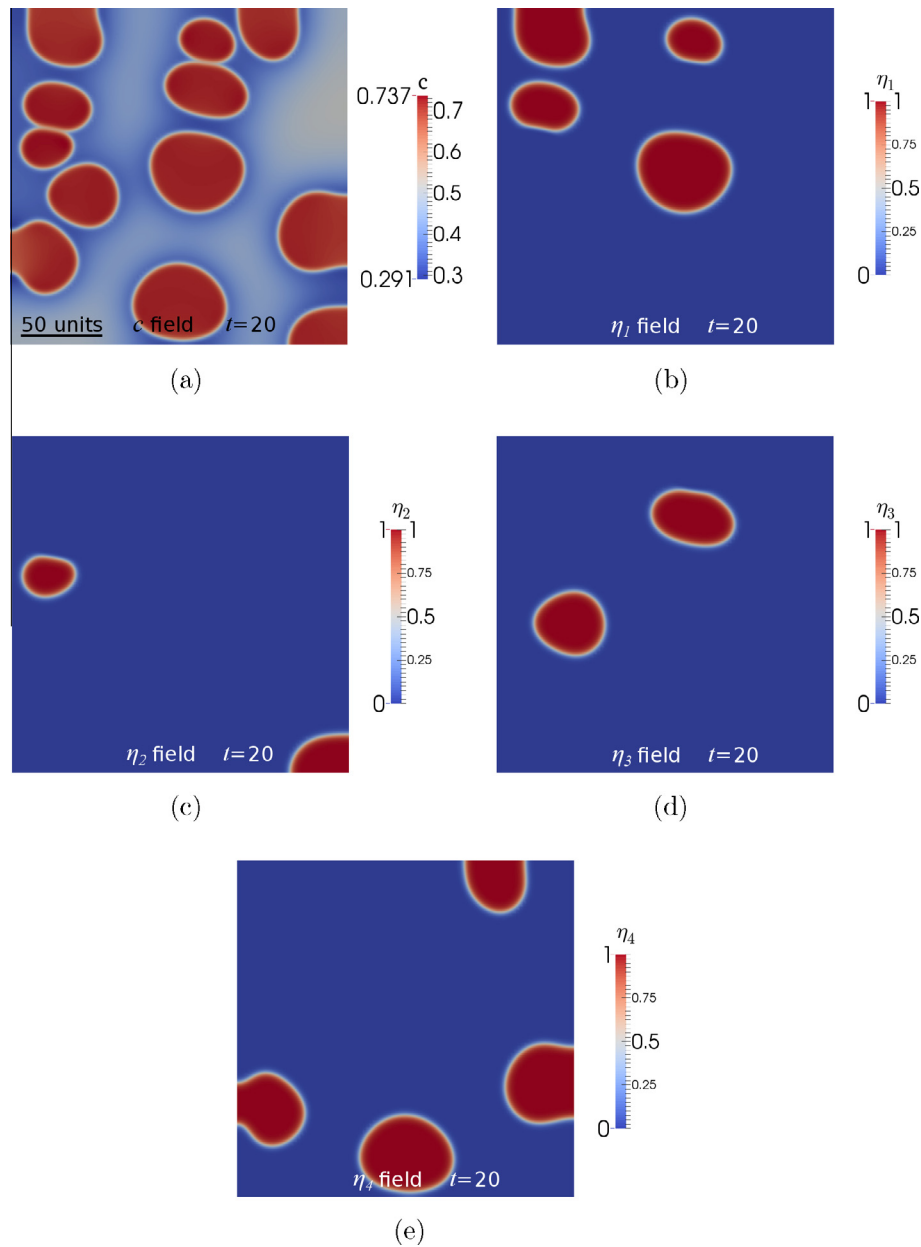 c
0.737
0.7
0.6
0.5
0.4
0.3
0.291
50 units c field t=20
(a)
η1
1 1
0.75
0.5
0.25
0
η1 field t=20
(b)
η2
1 1
0.75
0.5
0.25
0
η2 field t=20
(c)
η3
1 1
0.75
0.5
0.25
0
η3 field t=20
(d)
η4
1
0.75
0.5
0.25
0
η4 field t=20
(e)